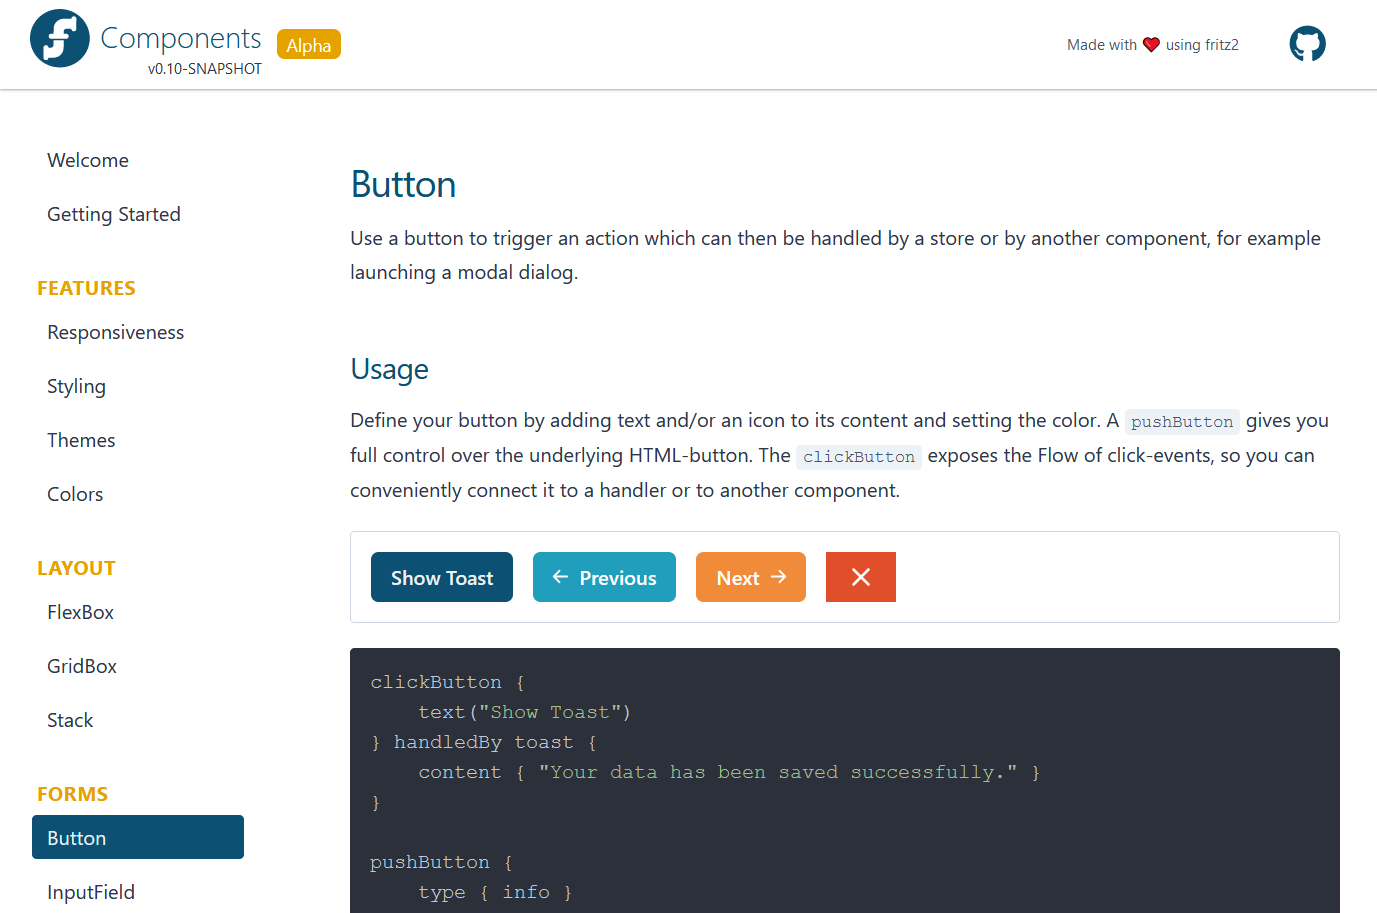 Components
Alpha
v0.10-SNAPSHOT
Made with ❤ using fritz2
Welcome
Getting Started
FEATURES
Responsiveness
Styling
Themes
Colors
LAYOUT
FlexBox
GridBox
Stack
FORMS
Button
InputField
Button
Use a button to trigger an action which can then be handled by a store or by another component, for example
launching a modal dialog.
Usage
Define your button by adding text and/or an icon to its content and setting the color. A pushButton gives you
full control over the underlying HTML-button. The clickButton exposes the Flow of click-events, so you can
conveniently connect it to a handler or to another component.
Show Toast
← Previous
Next →
clickButton {
    text("Show Toast")
} handledBy toast {
    content { "Your data has been saved successfully." }
}
pushButton {
    type { info }